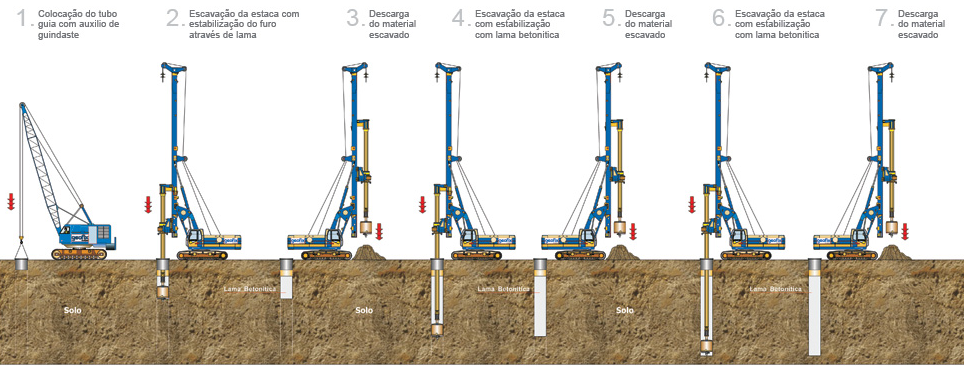 1. Colocação do tubo
guia com auxilio de
guindaste
2. Escavação da estaca com
estabilização do furo
através de lama
3. Descarga
do material
escavado
4. Escavação da estaca
com estabilização
com lama betonitica
5. Descarga
do material
escavado
6. Escavação da estaca
com estabilização
com lama betonitica
7. Descarga
do material
escavado
Lama Betonítica
Lama Betonítica
Lama Betonítica
Solo
Solo
Solo